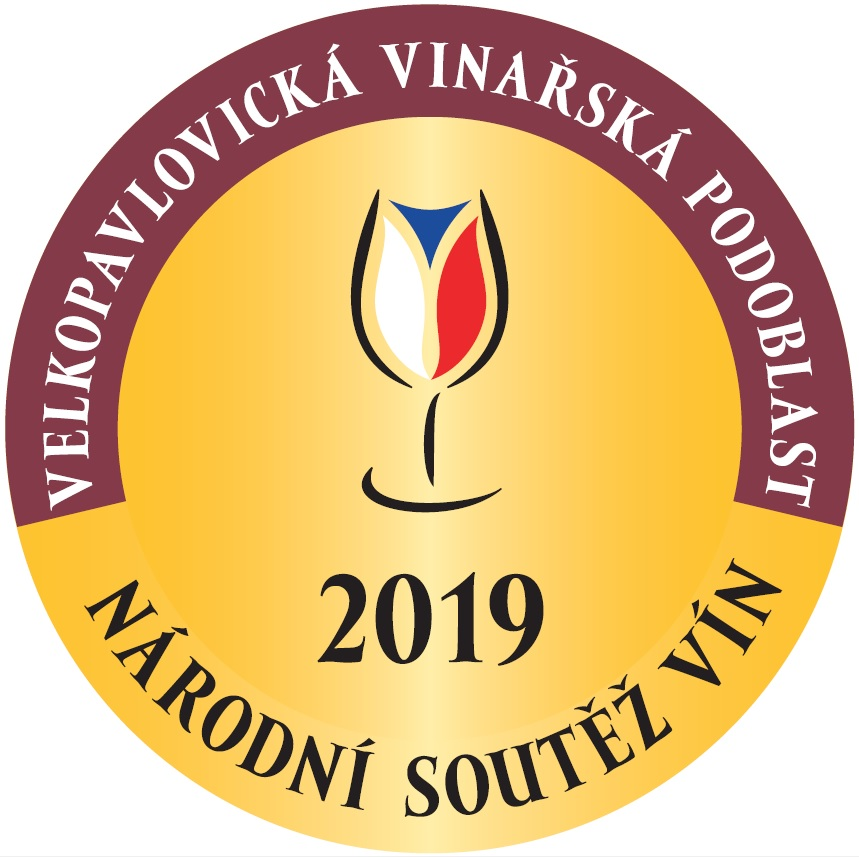 VELKOPAVLOVICKÁ VINAŘSKÁ PODOBLAST
2019
NÁRODNÍ SOUTĚŽ VÍN